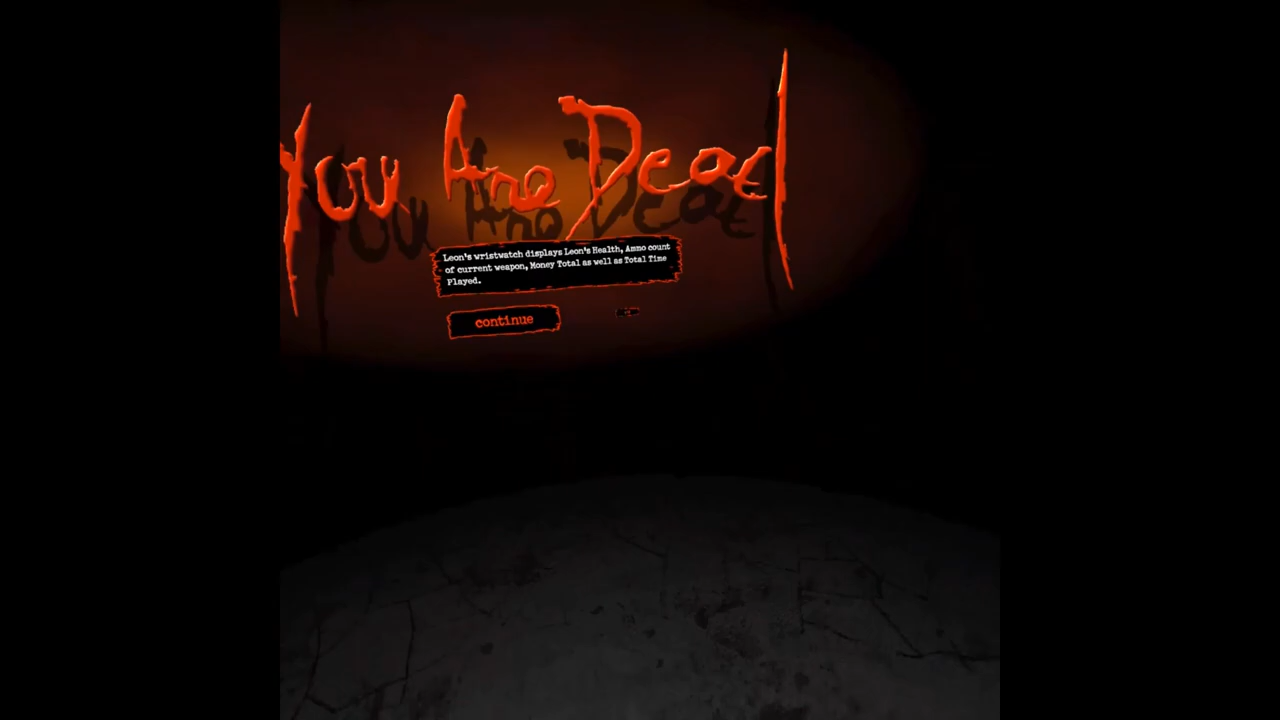 You Are Dead
Leon's wristwatch displays Leon's Health, Ammo count
of current weapon, Money Total as well as Total Time
Played.
continue